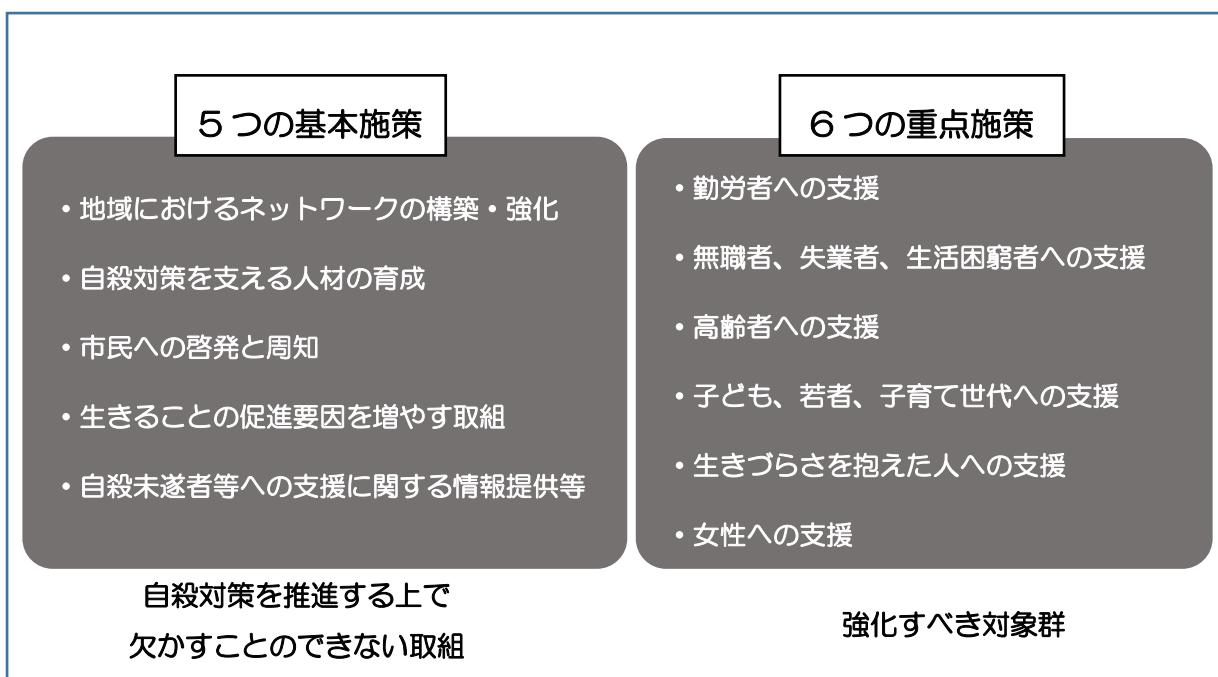 5つの基本施策
・地域におけるネットワークの構築・強化
・自殺対策を支える人材の育成
・市民への啓発と周知
・生きることの促進要因を増やす取組
・自殺未遂者等への支援に関する情報提供等
自殺対策を推進する上で
欠かすことのできない取組
6つの重点施策
・勤労者への支援
・無職者、失業者、生活困窮者への支援
・高齢者への支援
・子ども、若者、子育て世代への支援
・生きづらさを抱えた人への支援
・女性への支援
強化すべき対象群